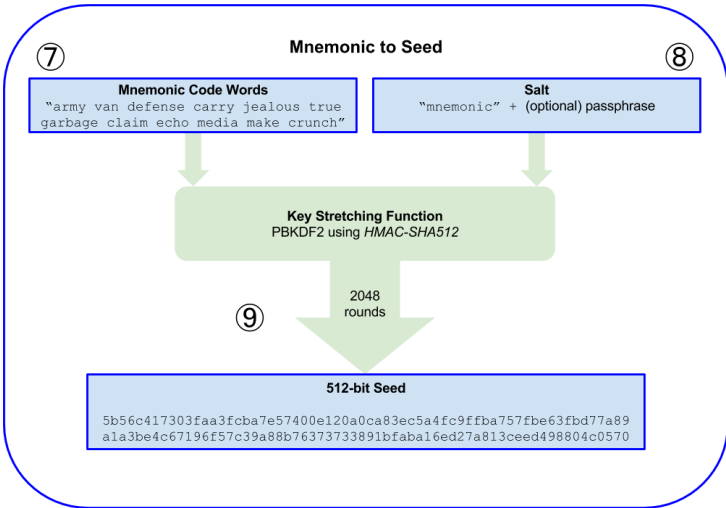 Mnemonic to Seed
⑦
⑧
Mnemonic Code Words
“army van defense carry jealous true
garbage claim echo media make crunch”
Salt
“mnemonic” + (optional) passphrase
Key Stretching Function
PBKDF2 using HMAC-SHA512
2048
rounds
⑨
512-bit Seed
5b56c417303faa3fcba7e57400e120a0ca83ec5a4fc9ffba757fbe63fbd77a89
a1a3be4c67196f57c39a88b76373733891bfaba16ed27a813ceed498804c0570